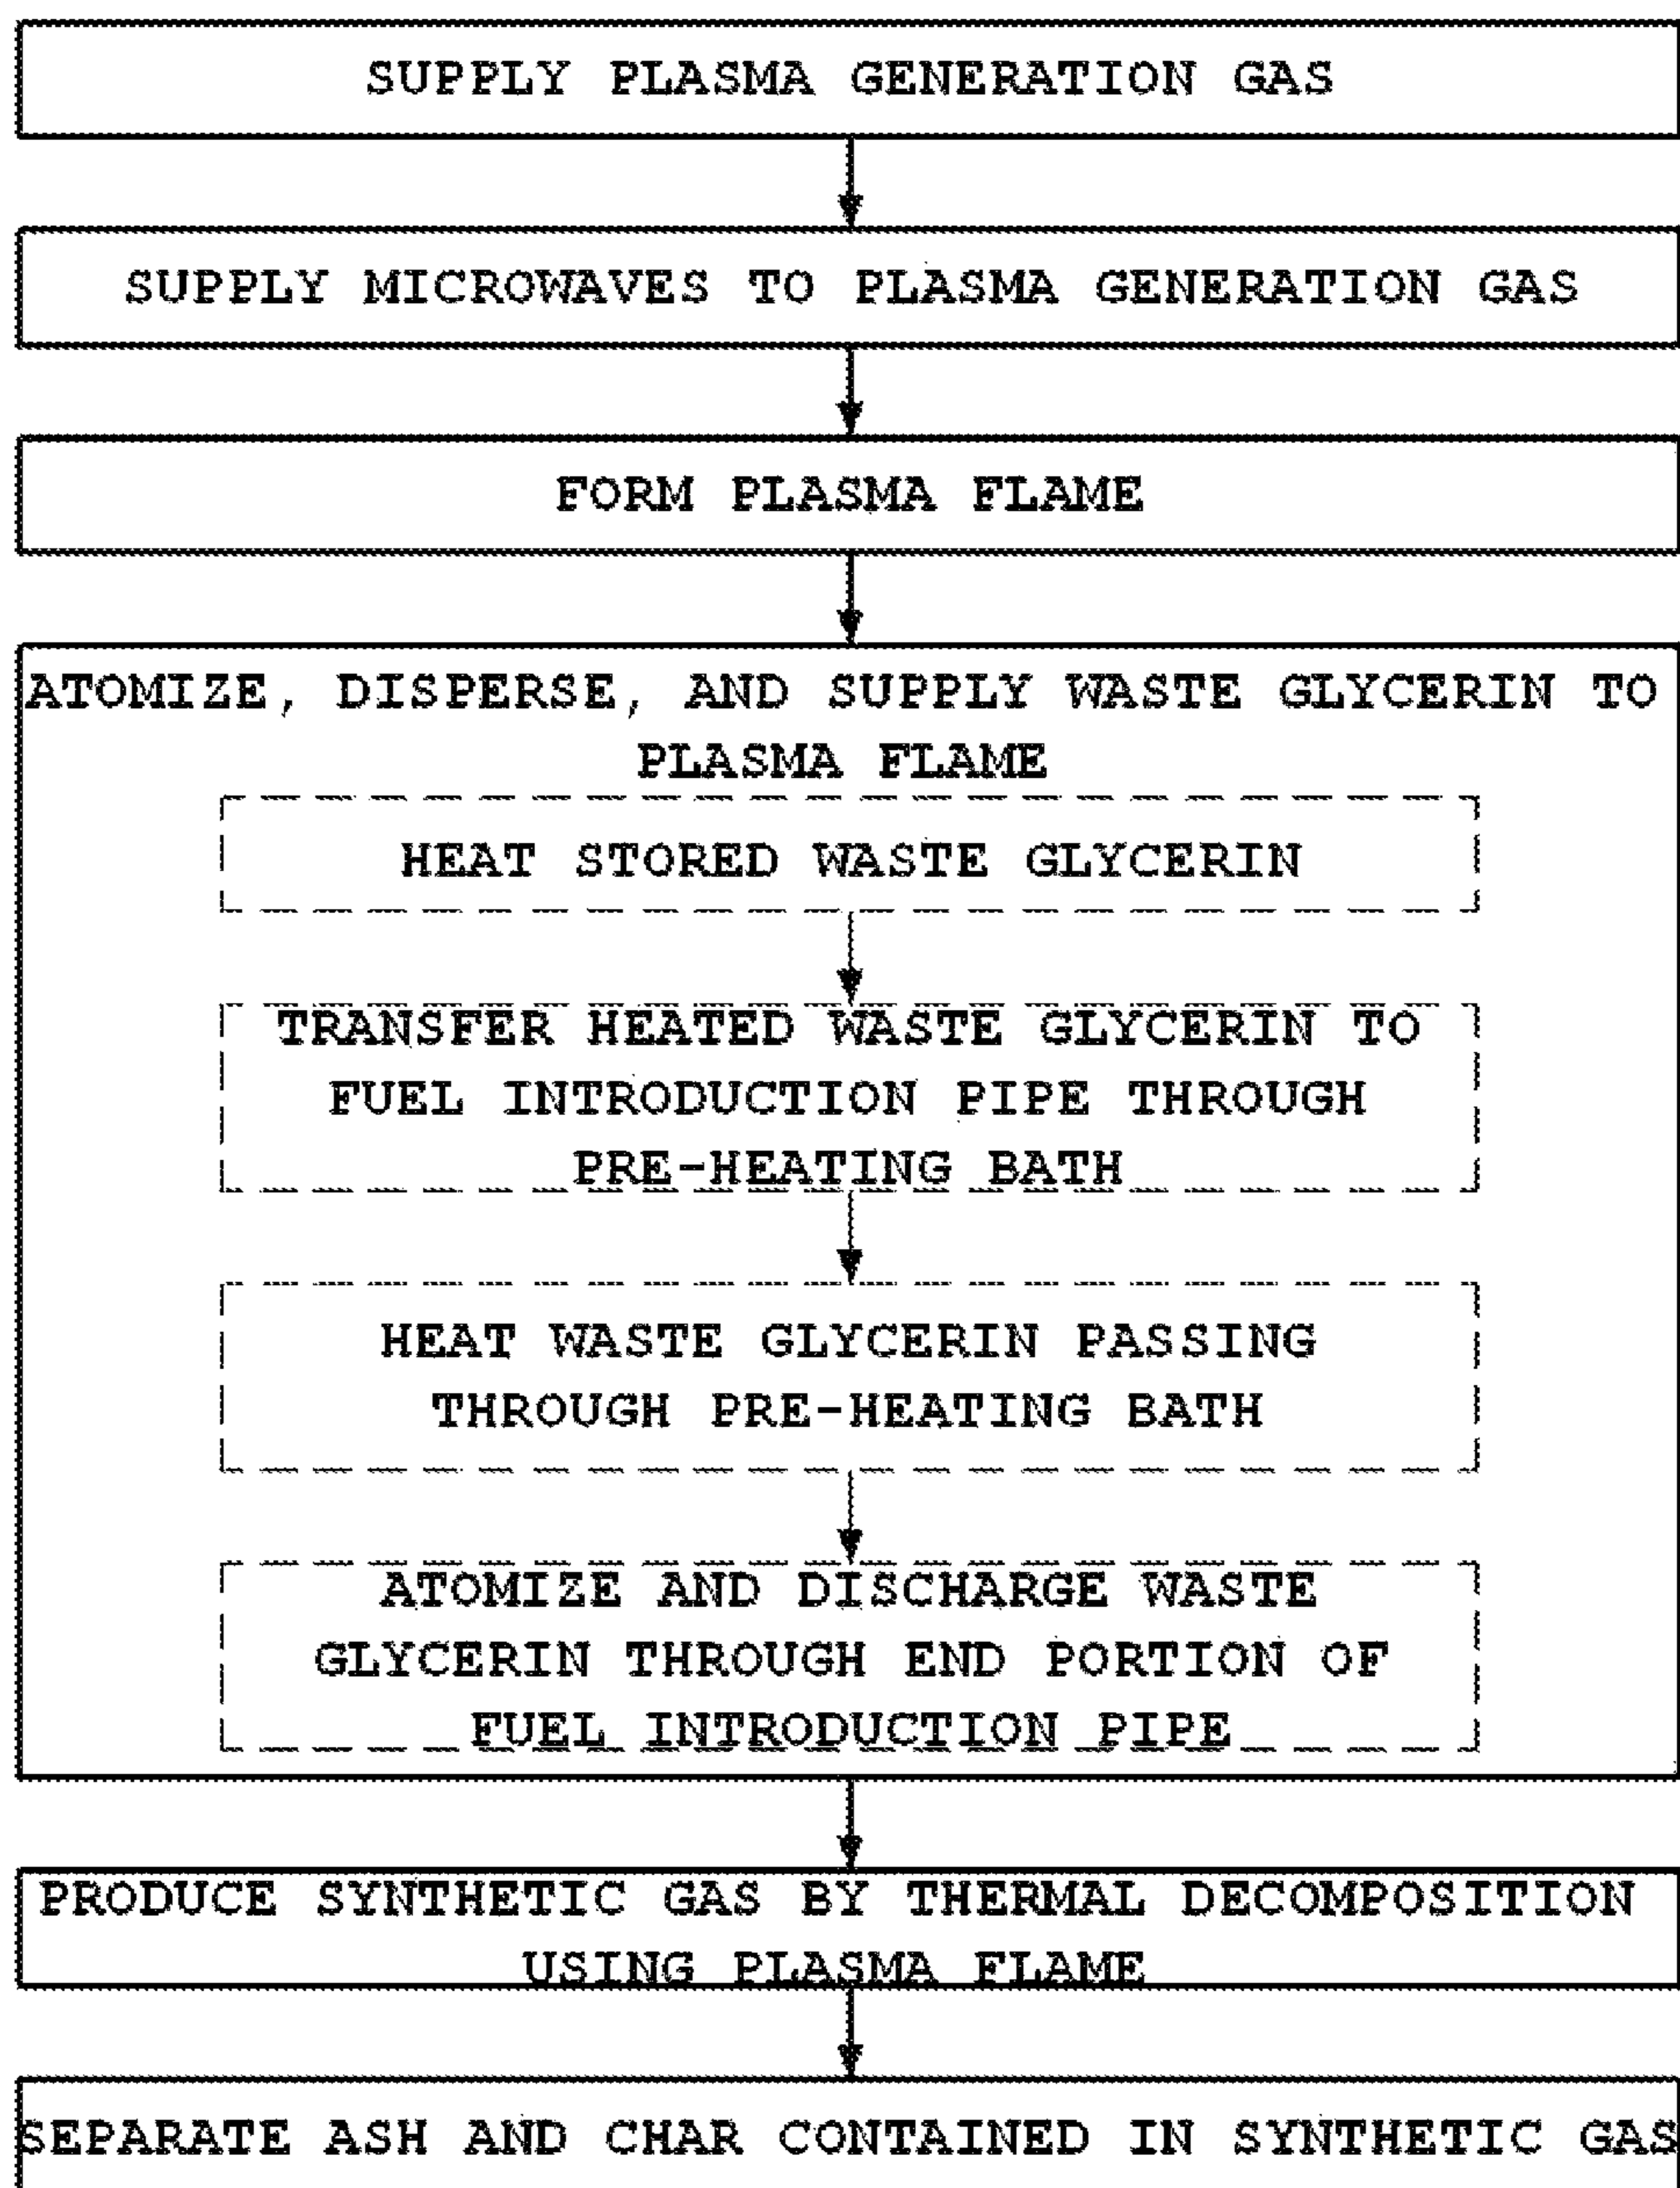 SUPPLY PLASMA GENERATION GAS
SUPPLY MICROWAVES TO PLASMA GENERATION GAS
FORM PLASMA FLAME
ATOMIZE, DISPERSE, AND SUPPLY WASTE GLYCERIN TO
PLASMA FLAME
HEAT STORED WASTE GLYCERIN
TRANSFER HEATED WASTE GLYCERIN TO
FUEL INTRODUCTION PIPE THROUGH
PRE-HEATING BATH
HEAT WASTE GLYCERIN PASSING
THROUGH PRE-HEATING BATH
ATOMIZE AND DISCHARGE WASTE
GLYCERIN THROUGH END PORTION OF
FUEL INTRODUCTION PIPE
PRODUCE SYNTHETIC GAS BY THERMAL DECOMPOSITION
USING PLASMA FLAME
SEPARATE ASH AND CHAR CONTAINED IN SYNTHETIC GAS